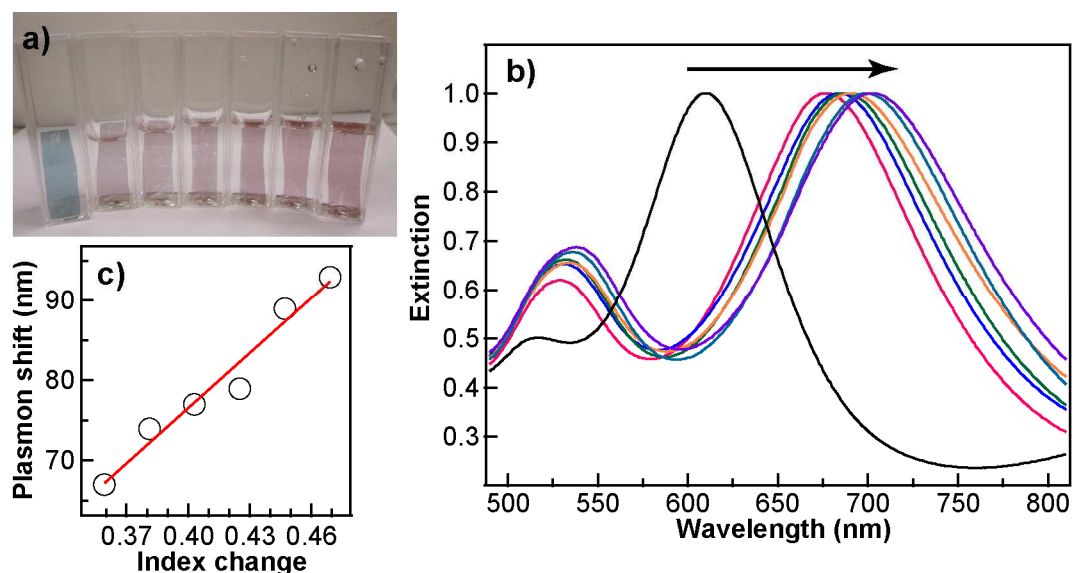 a)
b)
1.0
0.9
0.8
0.7
0.6
0.5
0.4
0.3
Extinction
500 550 600 650 700 750 800
Wavelength (nm)
c)
90
80
70
Plasmon shift (nm)
0.37 0.40 0.43 0.46
Index change